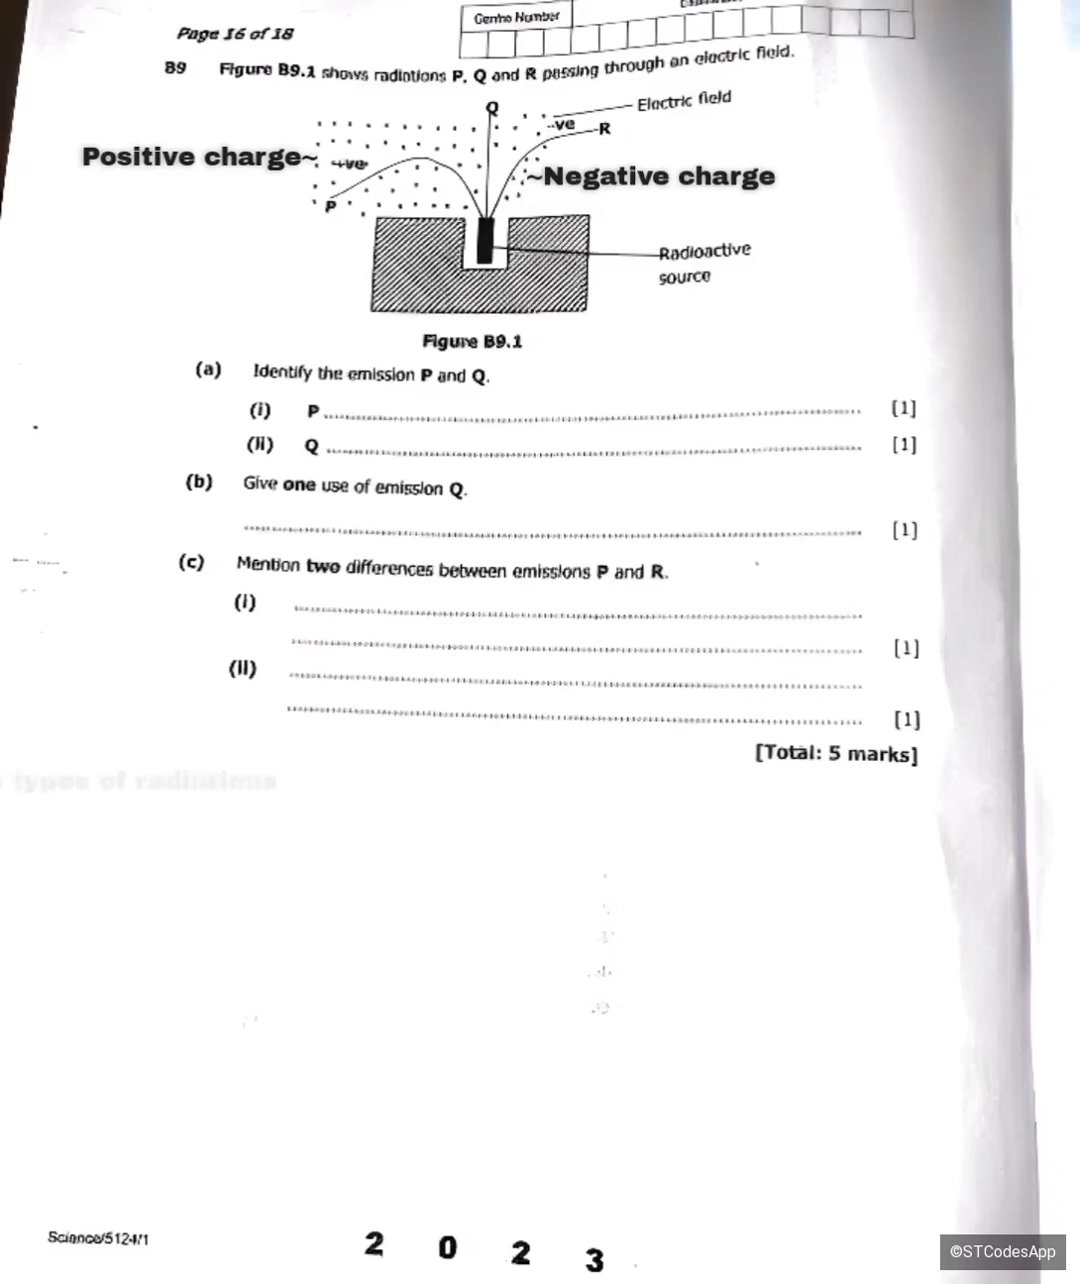 Page 16 of 18
Centre Number
B9 Figure B9.1 shows radiations P, Q and R passing through an electric field.
Q
Electric field
-ve
R
Positive charge~
+ve
~Negative charge
P
Radioactive
source
Figure B9.1
(a) Identify the emission P and Q.
(i) P [1]
(ii) Q [1]
(b) Give one use of emission Q.
[1]
(c) Mention two differences between emissions P and R.
(i)
[1]
(ii)
[1]
[Total: 5 marks]
types of radiations
Science/5124/1
2 0 2 3
©STCodesApp